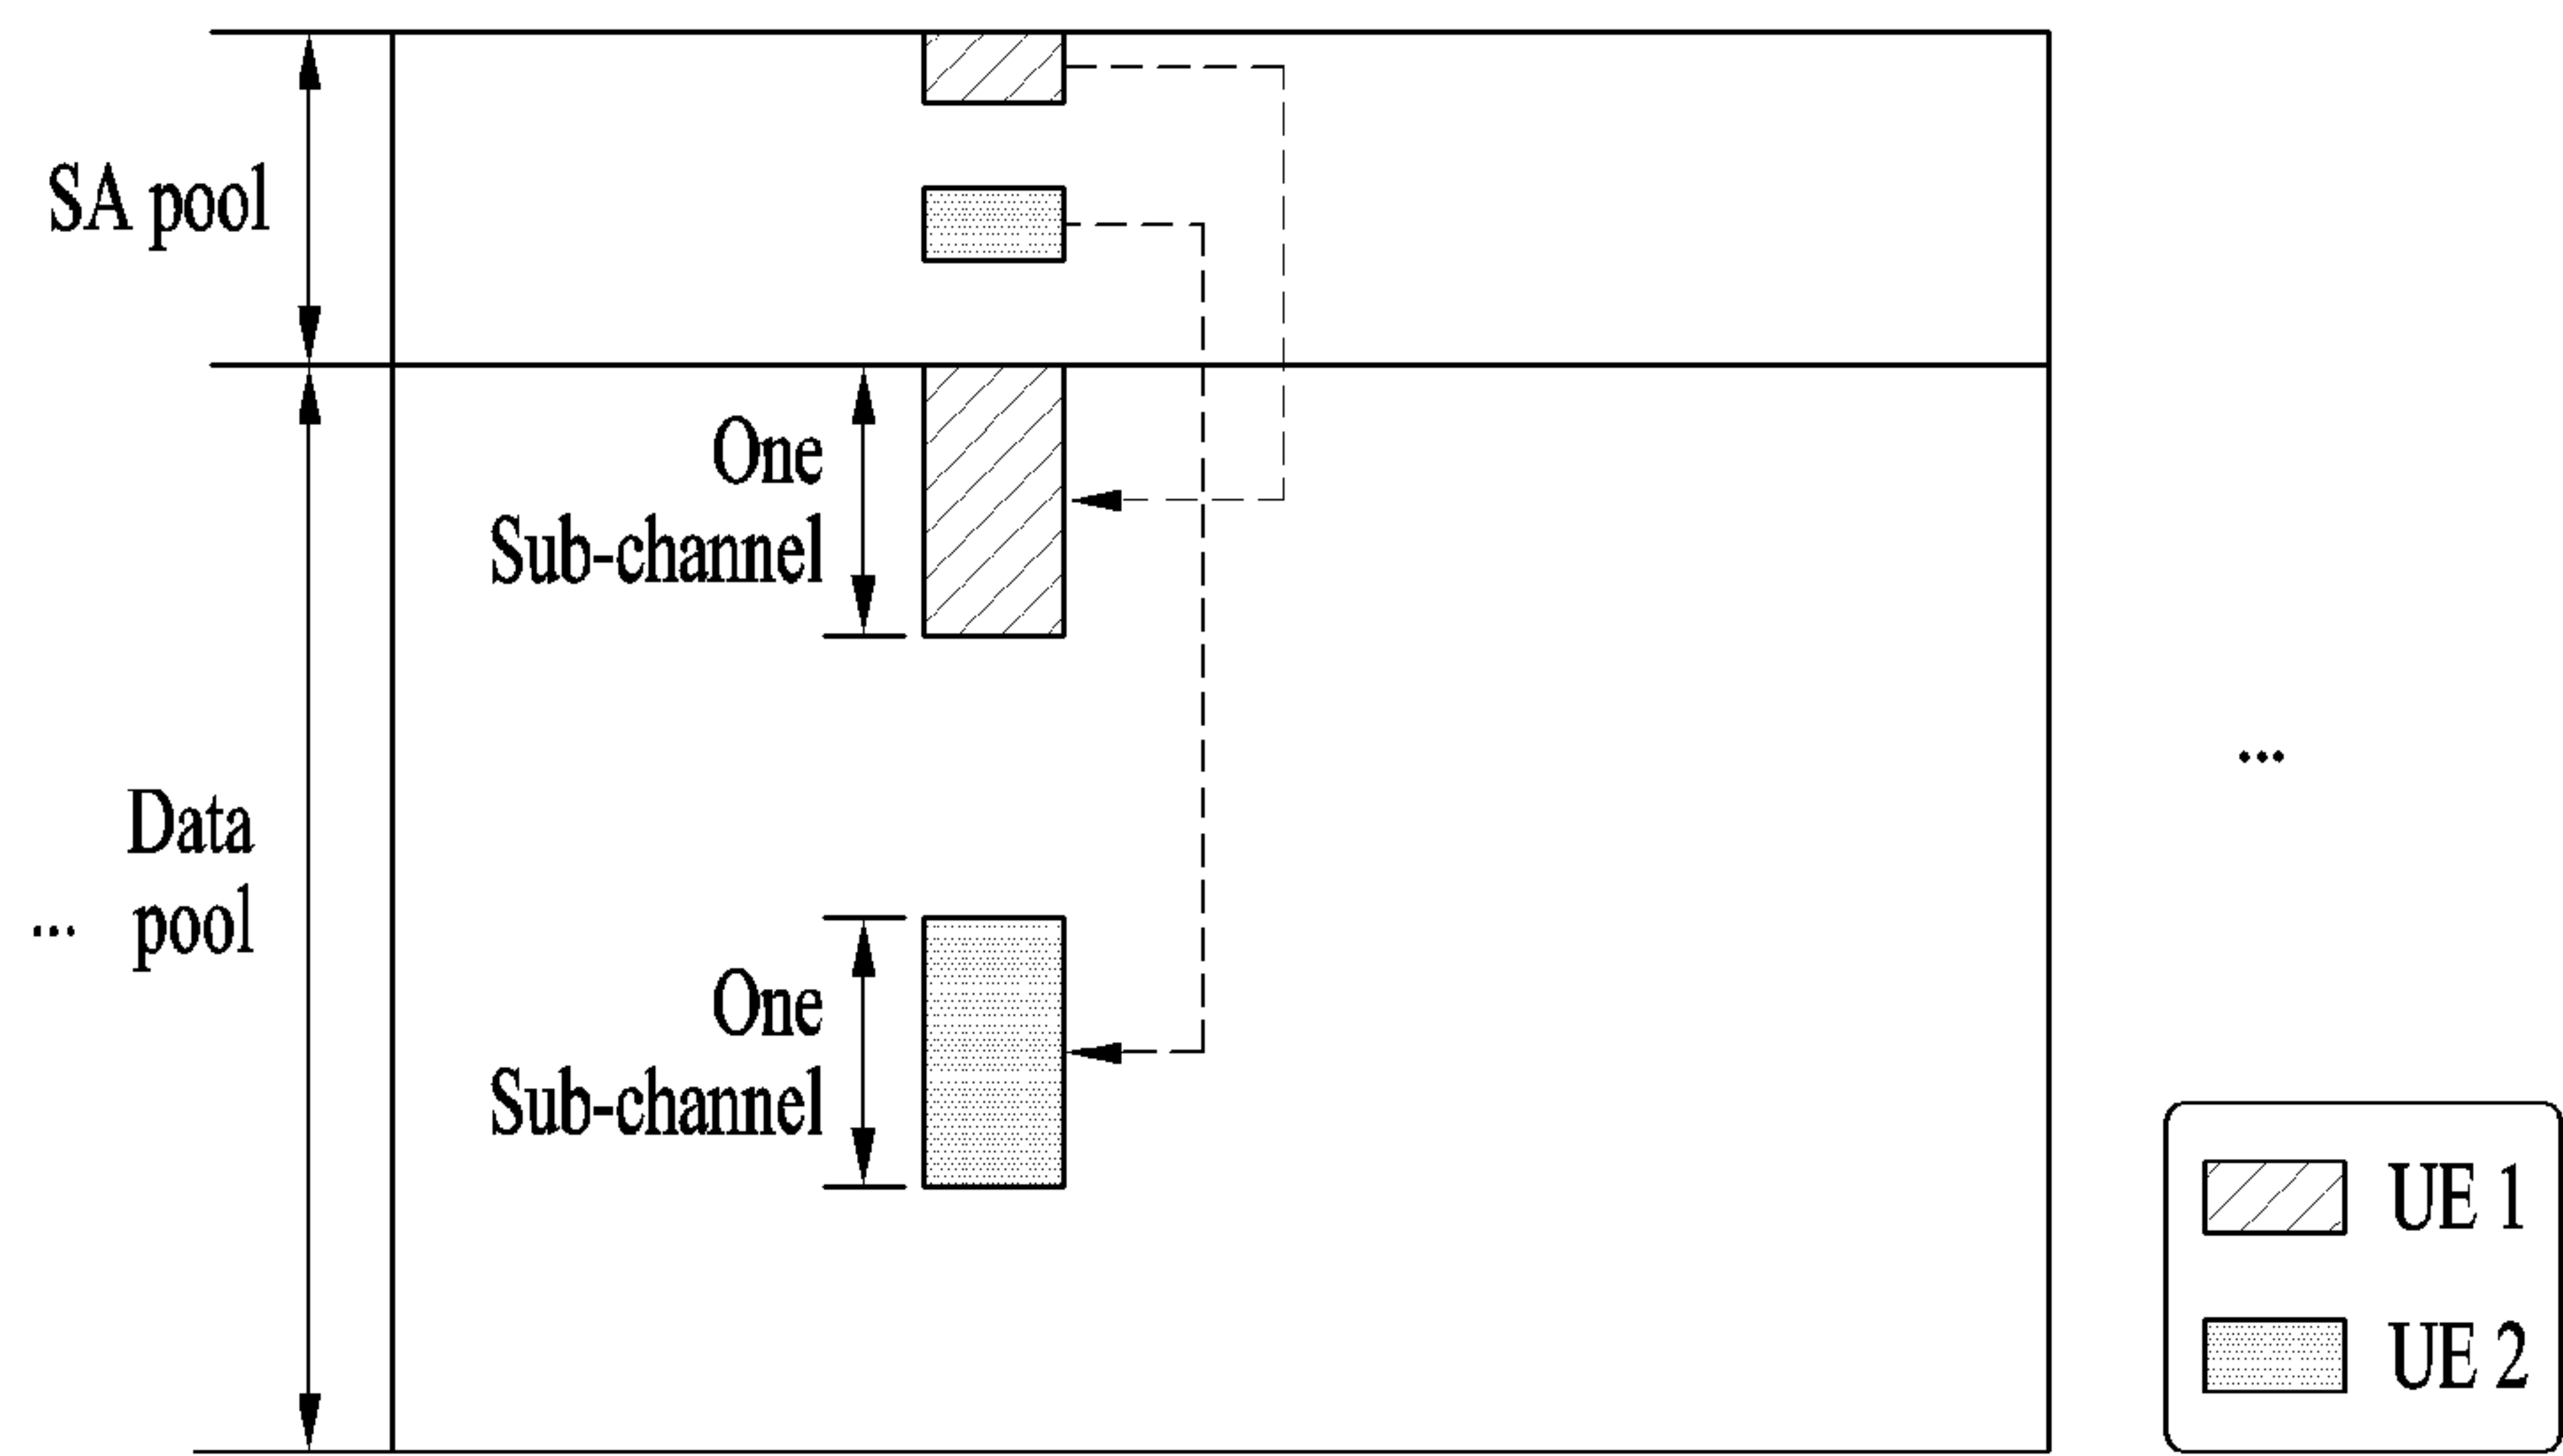 SA pool
One
Sub-channel
Data
... pool
...
One
Sub-channel
UE 1
UE 2